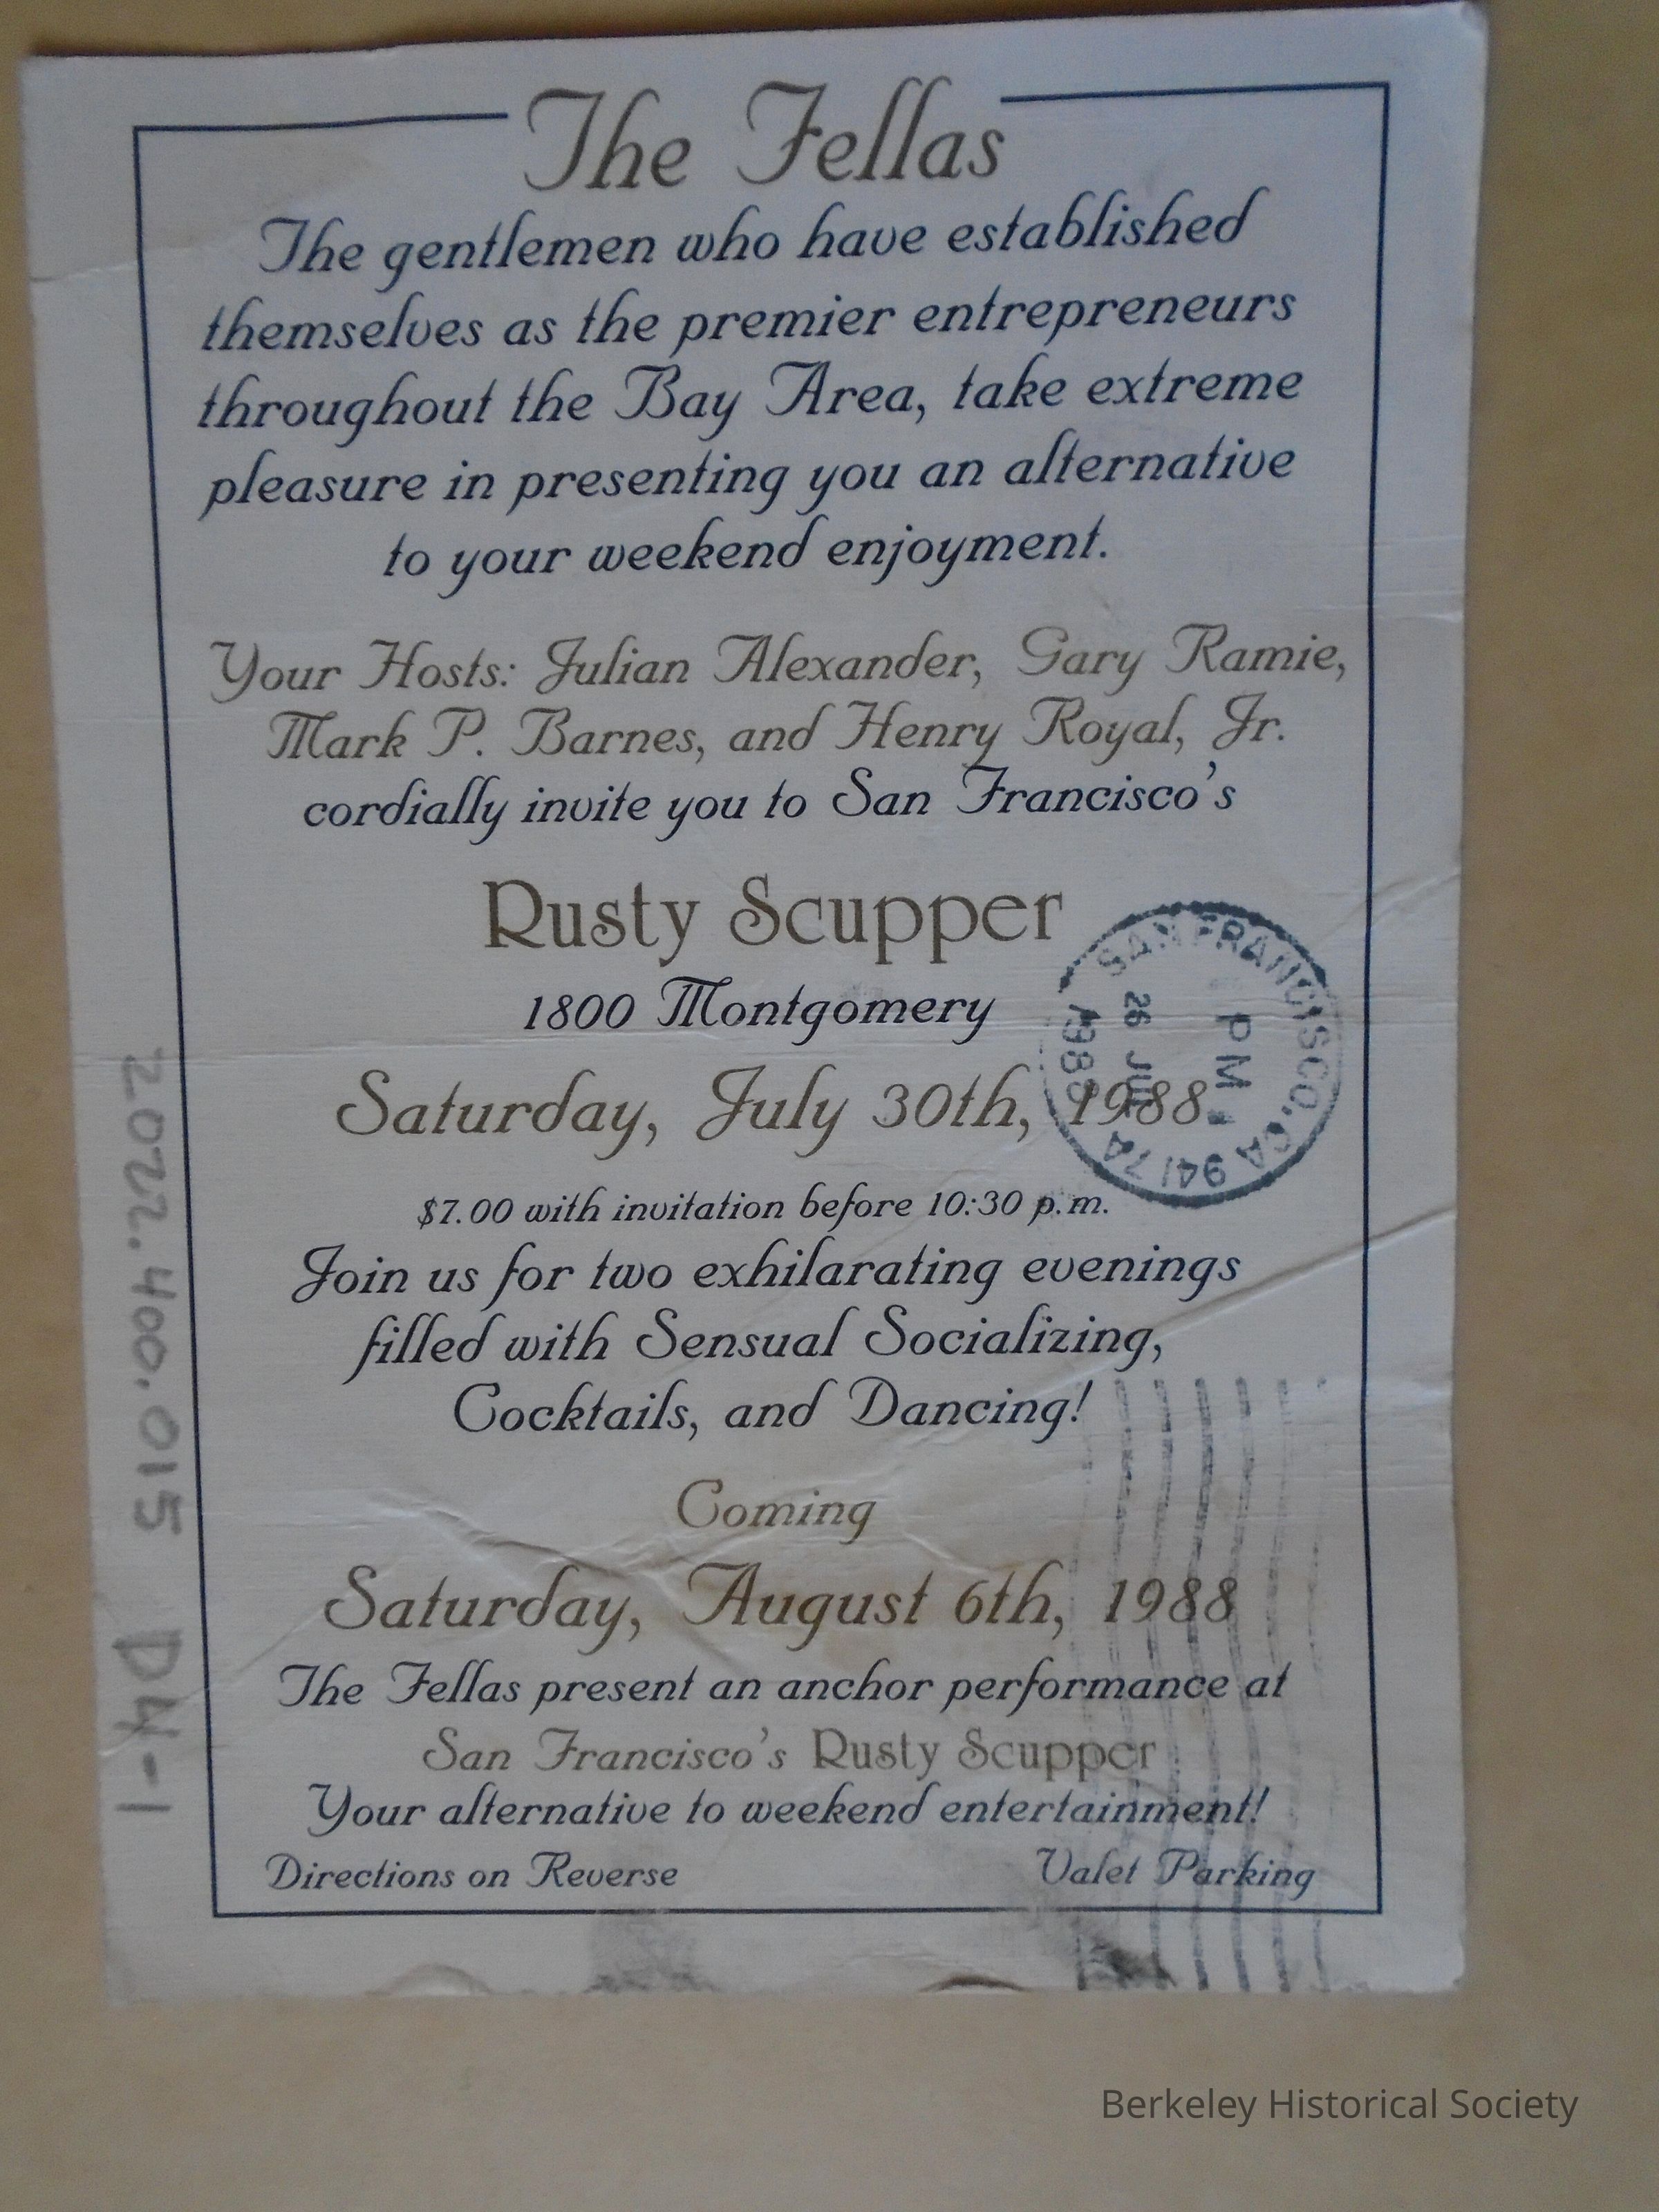 The Fellas
The gentlemen who have established
themselves as the premier entrepreneurs
throughout the Bay Area, take extreme
pleasure in presenting you an alternative
to your weekend enjoyment.
Your Hosts: Julian Alexander, Gary Ramie,
Mark P. Barnes, and Henry Royal, Jr.
cordially invite you to San Francisco's
Rusty Scupper
1800 Montgomery
Saturday, July 30th, 1988
$7.00 with invitation before 10:30 p.m.
Join us for two exhilarating evenings
filled with Sensual Socializing,
Cocktails, and Dancing!
Coming
Saturday, August 6th, 1988
The Fellas present an anchor performance at
San Francisco's Rusty Scupper
Your alternative to weekend entertainment!
Directions on Reverse Valet Parking
SAN FRANCISCO, CA 941 7A
PM
26 JUL
1988
2022.400.015 D4-1
Berkeley Historical Society